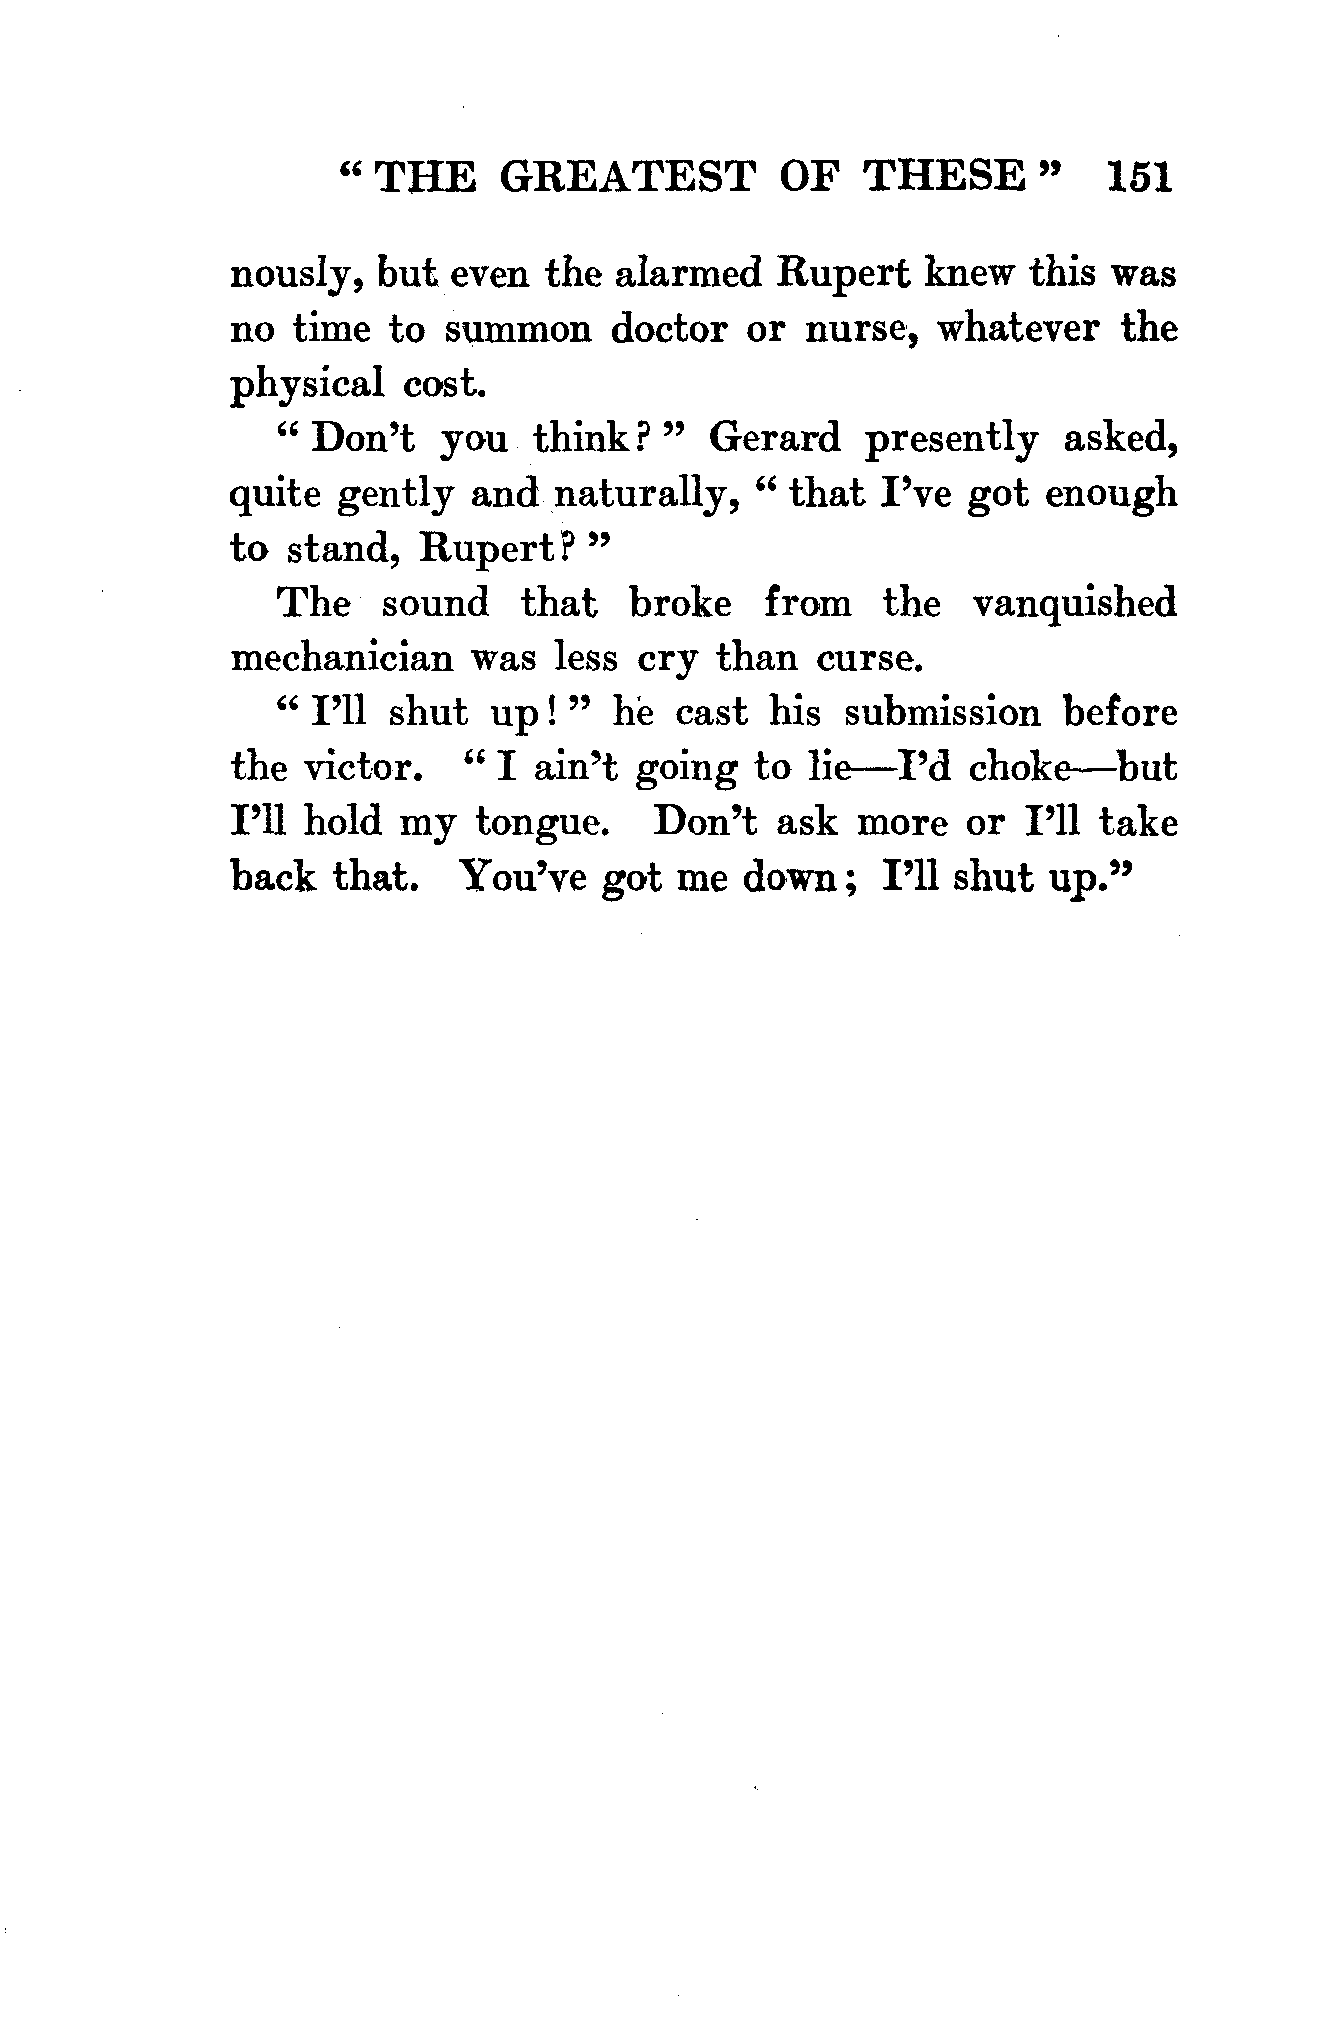 “ THE GREATEST OF THESE ” 151
nously, but even the alarmed Rupert knew this was
no time to summon doctor or nurse, whatever the
physical cost.
“ Don’t you think? ” Gerard presently asked,
quite gently and naturally, “ that I’ve got enough
to stand, Rupert? ”
The sound that broke from the vanquished
mechanician was less cry than curse.
“ I’ll shut up! ” he cast his submission before
the victor. “ I ain’t going to lie—I’d choke—but
I’ll hold my tongue. Don’t ask more or I’ll take
back that. You’ve got me down; I’ll shut up.”